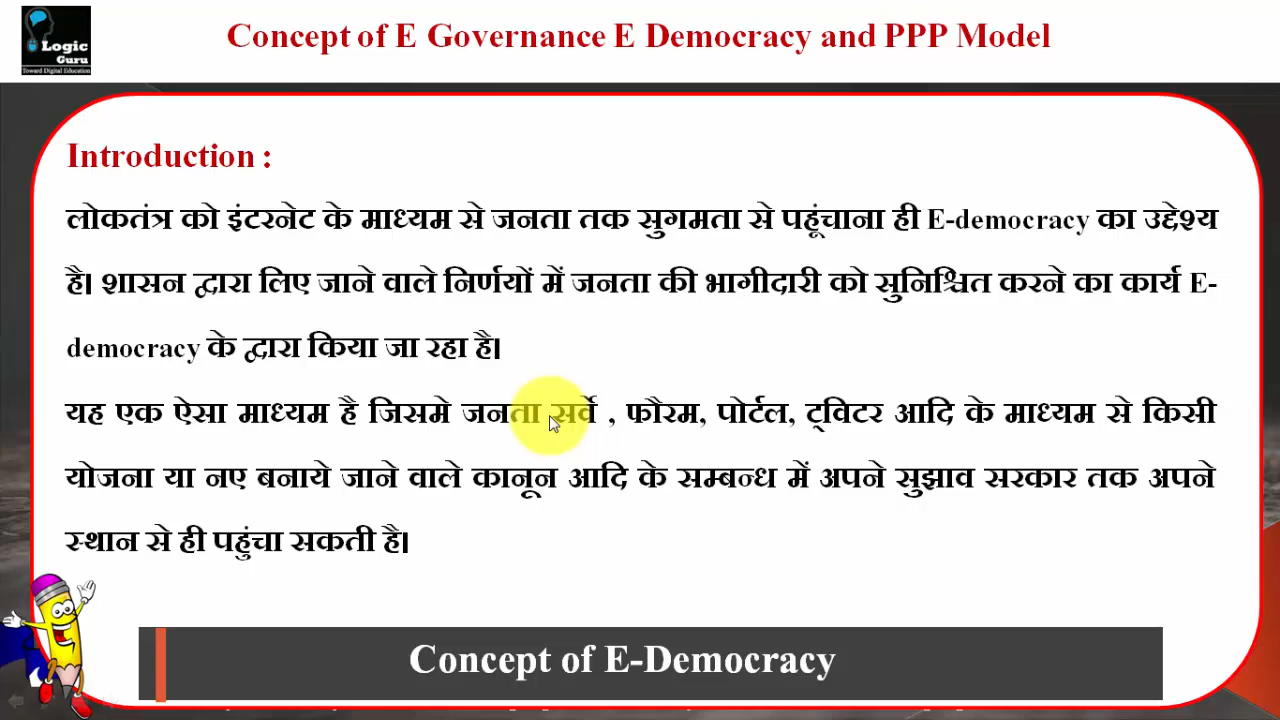 Logic
Guru
Toward Digital Education
Concept of E Governance E Democracy and PPP Model
Introduction :
लोकतंत्र को इंटरनेट के माध्यम से जनता तक सुगमता से पहूंचाना ही E-democracy का उद्देश्य
है। शासन द्वारा लिए जाने वाले निर्णयों में जनता की भागीदारी को सुनिश्चित करने का कार्य E-
democracy के द्वारा किया जा रहा है।
यह एक ऐसा माध्यम है जिसमे जनता सर्वे , फौरम, पोर्टल, ट्विटर आदि के माध्यम से किसी
योजना या नए बनाये जाने वाले कानून आदि के सम्बन्ध में अपने सुझाव सरकार तक अपने
स्थान से ही पहुंचा सकती है।
Concept of E-Democracy